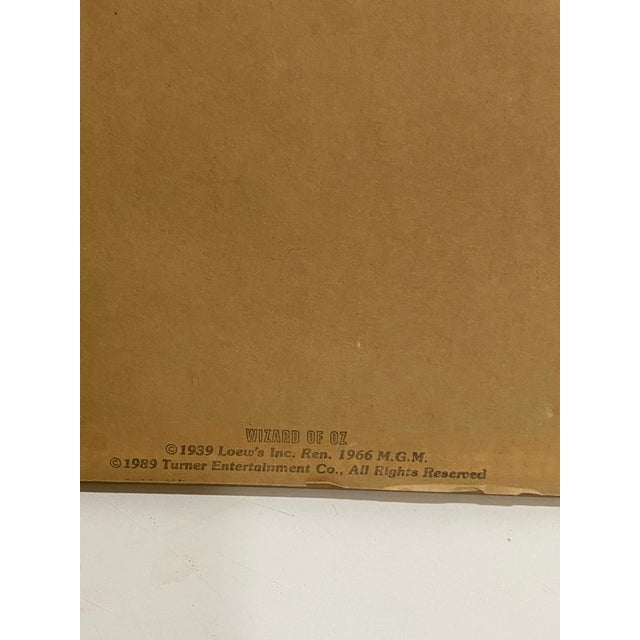 WIZARD OF OZ
©1939 Loew's Inc. Ren. 1966 M.G.M.
©1989 Turner Entertainment Co., All Rights Reserved